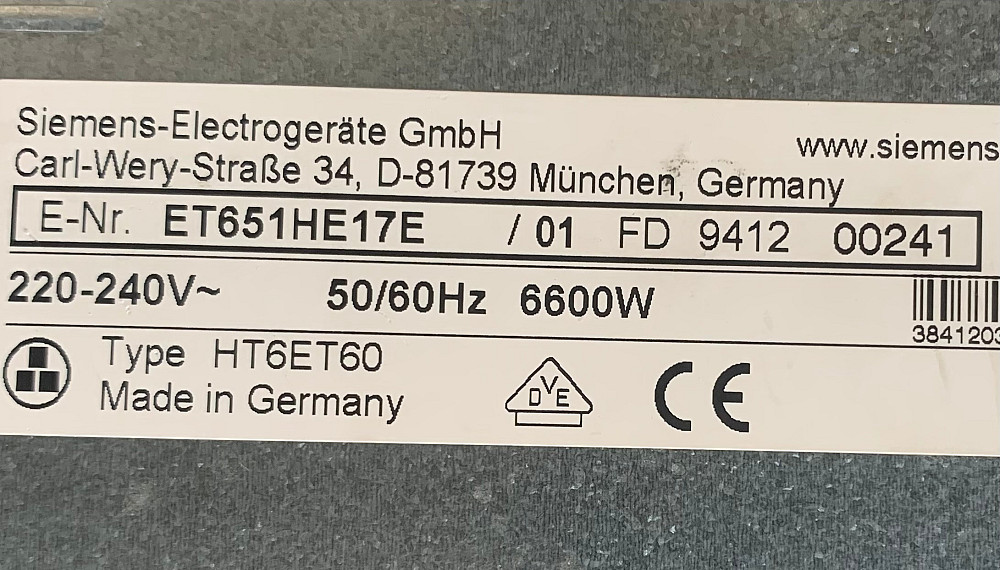 Siemens-Electrogeräte GmbH
www.siemens
Carl-Wery-Straße 34, D-81739 München, Germany
E-Nr. ET651HE17E / 01 FD 9412 00241
220-240V~ 50/60Hz 6600W
3841203
Type HT6ET60
Made in Germany
DVE
CE